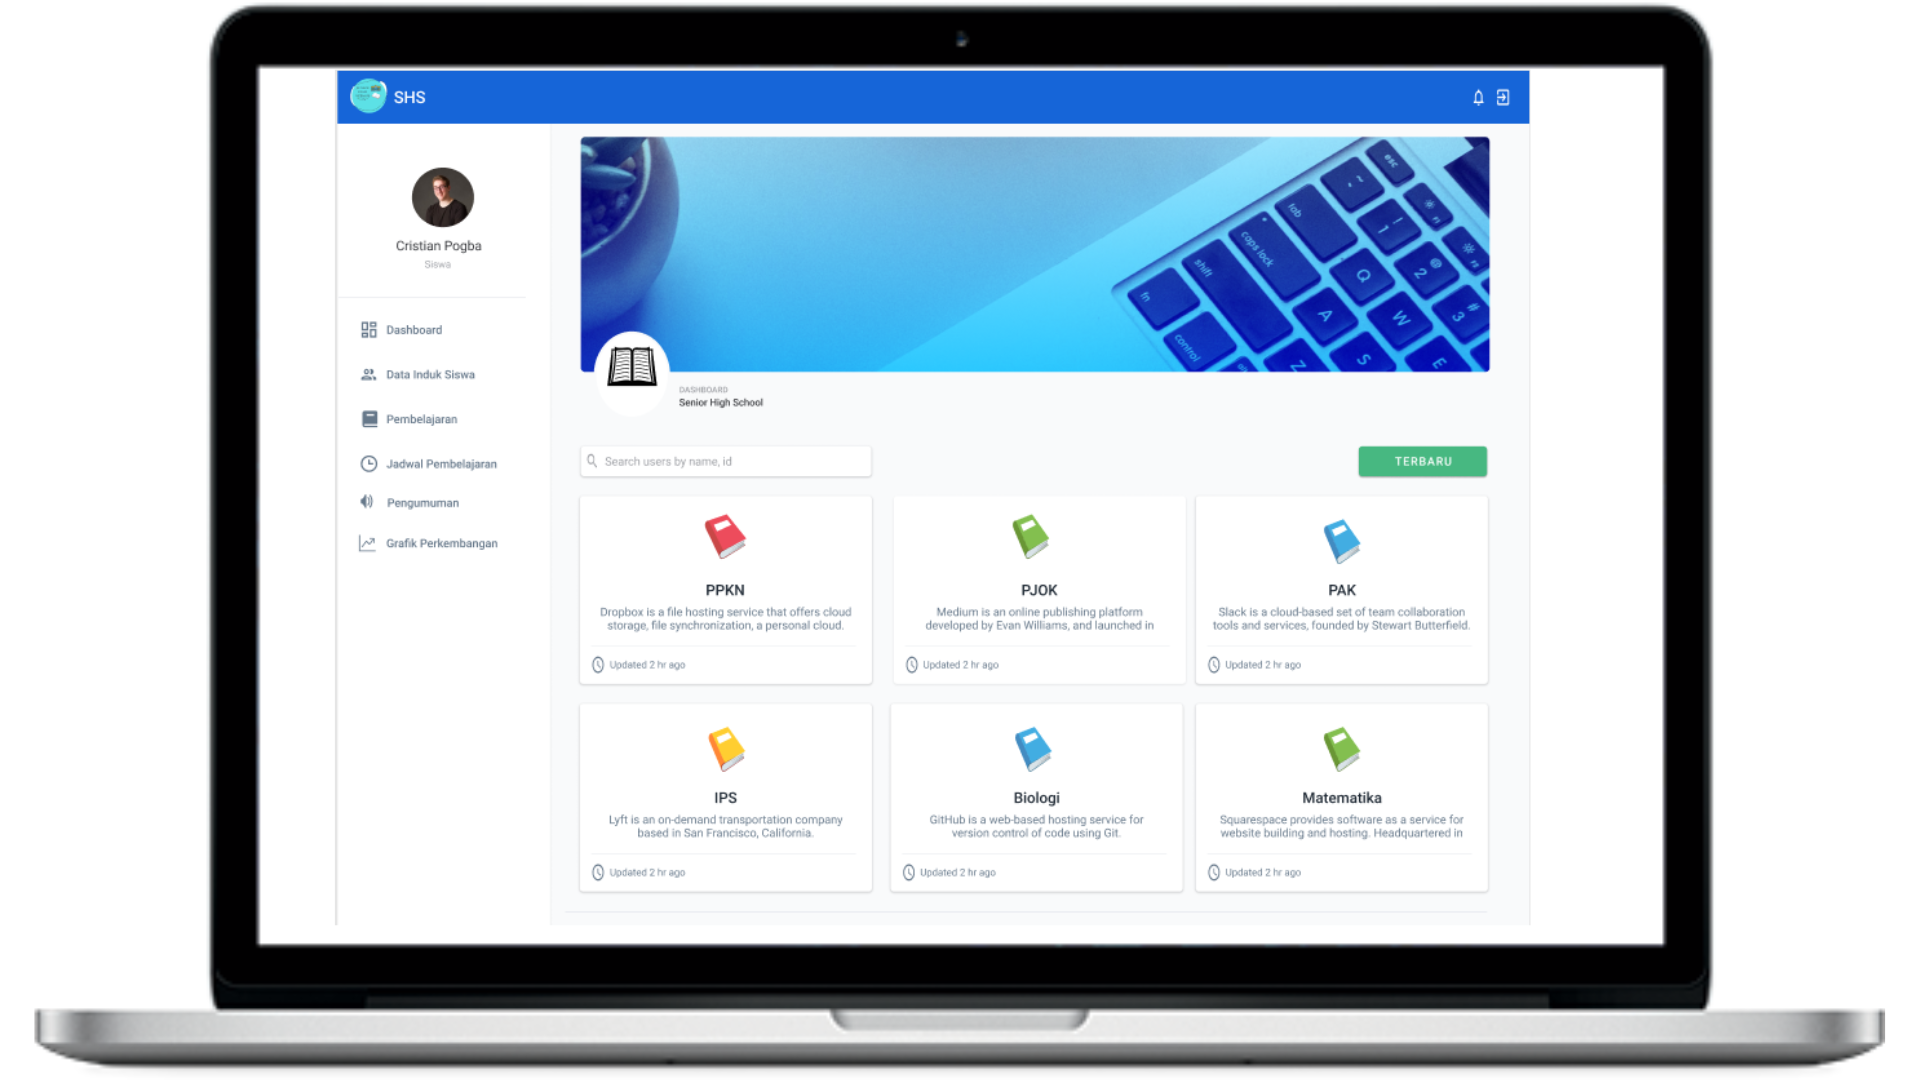 SHS
Cristian Pogba
Siswa
Dashboard
Data Induk Siswa
Pembelajaran
Jadwal Pembelajaran
Pengumuman
Grafik Perkembangan
esc
tab
caps lock
shift
fn
control
Q
A
W
Z
S
E
1
2
@
#
3
F1
DASHBOARD
Senior High School
Search users by name, id
TERBARU
PPKN
Dropbox is a file hosting service that offers cloud
storage, file synchronization, a personal cloud.
Updated 2 hr ago
PJOK
Medium is an online publishing platform
developed by Evan Williams, and launched in
Updated 2 hr ago
PAK
Slack is a cloud-based set of team collaboration
tools and services, founded by Stewart Butterfield.
Updated 2 hr ago
IPS
Lyft is an on-demand transportation company
based in San Francisco, California.
Updated 2 hr ago
Biologi
GitHub is a web-based hosting service for
version control of code using Git.
Updated 2 hr ago
Matematika
Squarespace provides software as a service for
website building and hosting. Headquartered in
Updated 2 hr ago